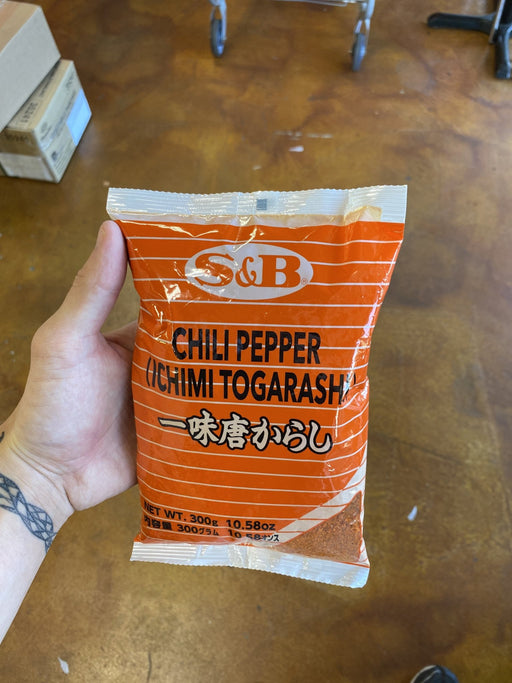 S&B®
CHILI PEPPER
(ICHIMI TOGARASHI)
一味唐からし
NET WT. 300g 10.58oz
内容量 300グラム 10.58オンス